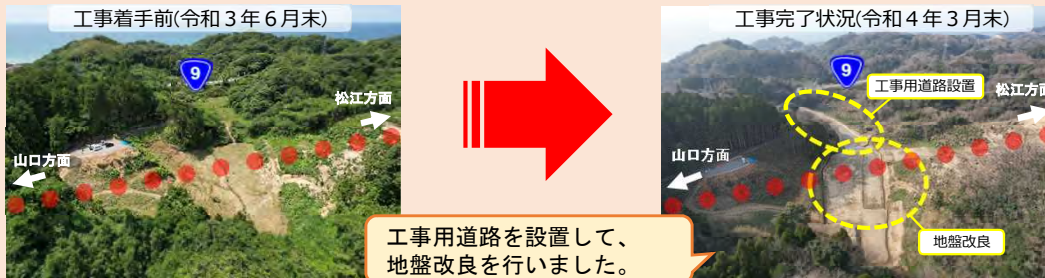 工事着手前(令和３年６月末)
9
松江方面
山口方面
工事完了状況(令和４年３月末)
9
工事用道路設置
松江方面
山口方面
地盤改良
工事用道路を設置して、
地盤改良を行いました。